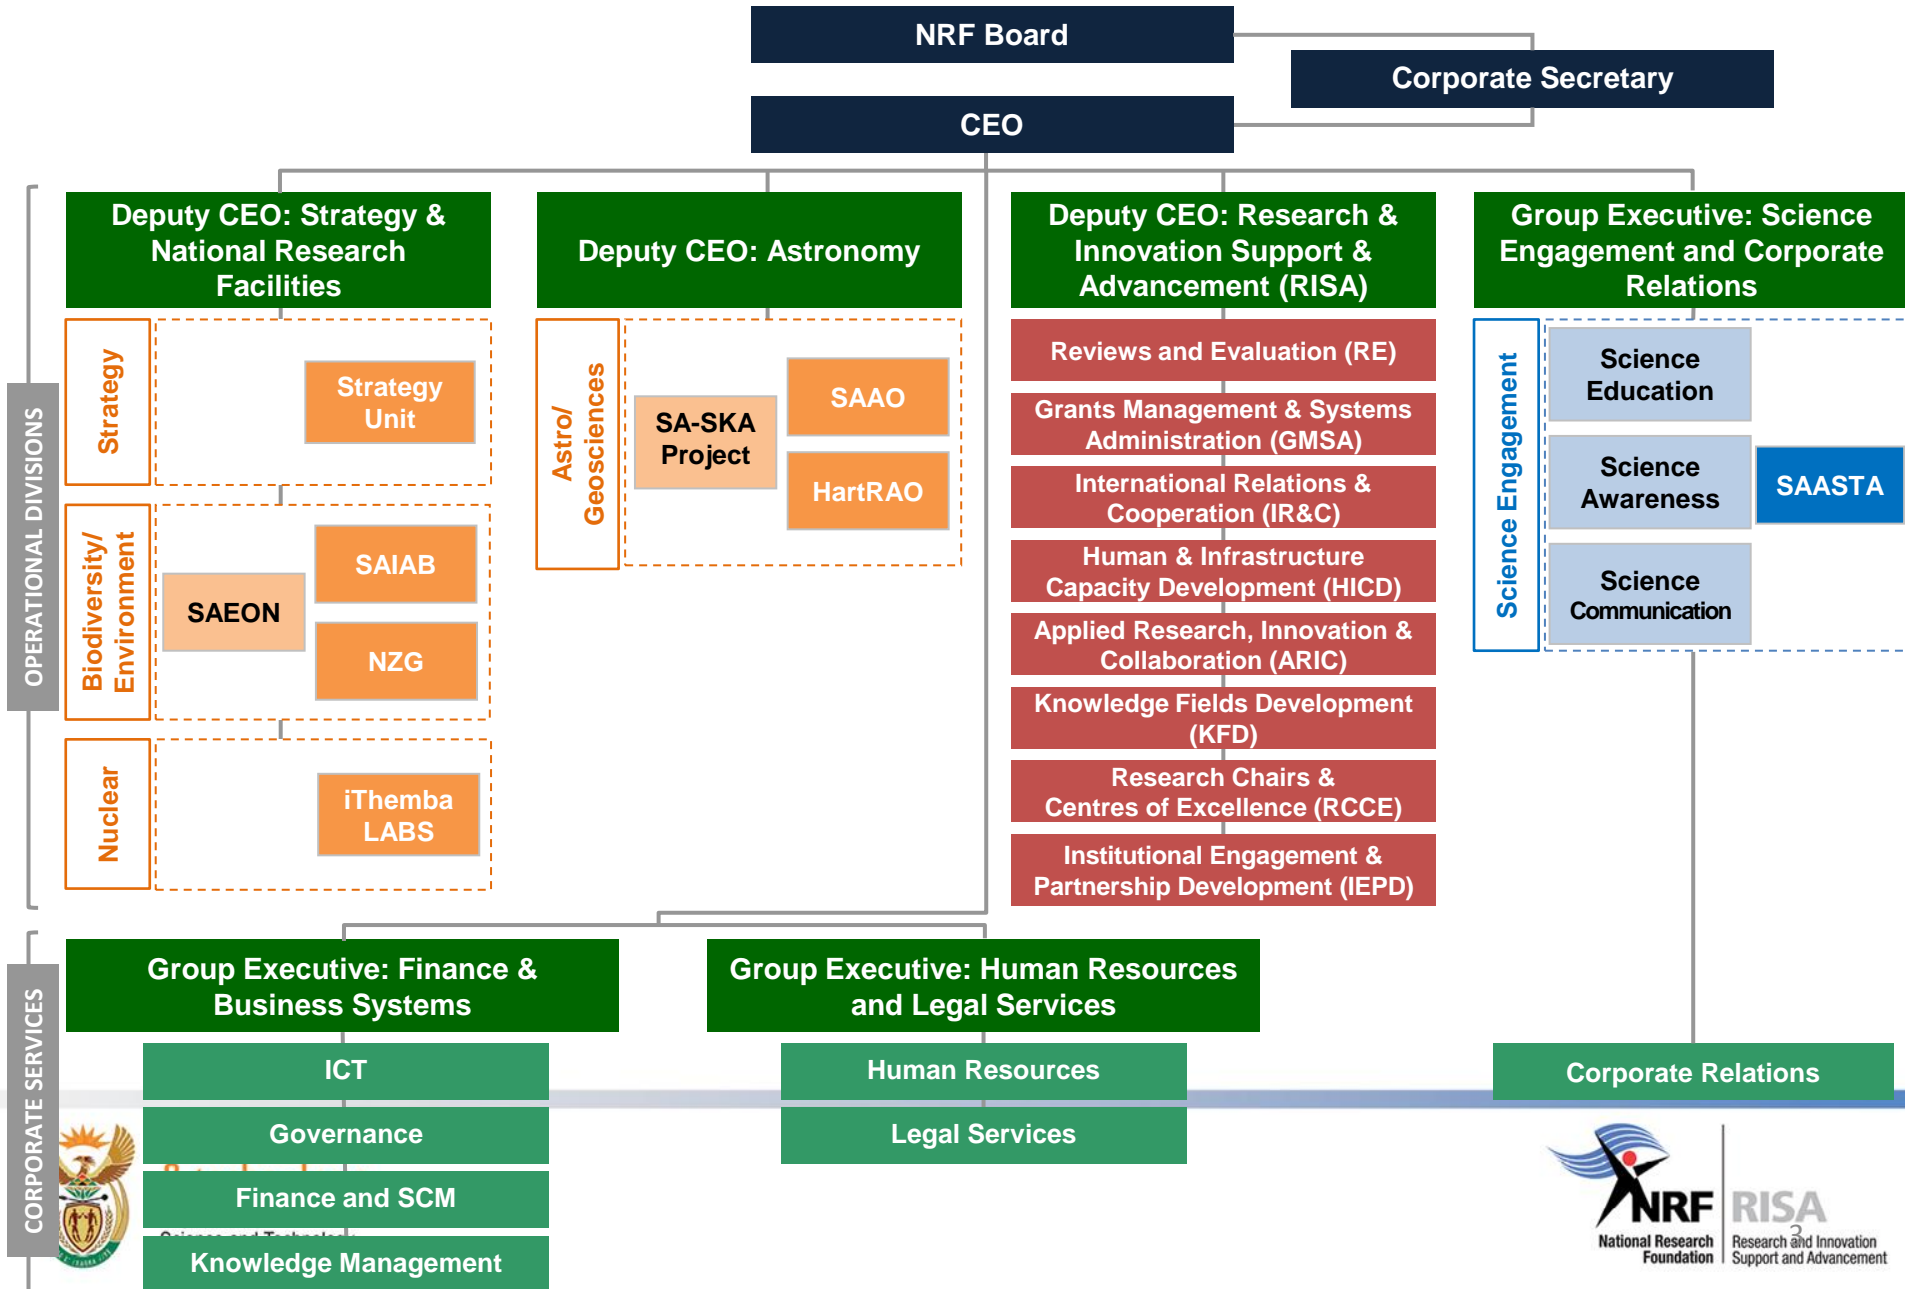 NRF Board
Corporate Secretary
CEO
OPERATIONAL DIVISIONS
Deputy CEO: Strategy &
National Research
Facilities
Strategy
Strategy
Unit
Biodiversity/
Environment
SAEON
SAIAB
NZG
Nuclear
iThemba
LABS
Deputy CEO: Astronomy
Astro/
Geosciences
SA-SKA
Project
SAAO
HartRAO
Deputy CEO: Research &
Innovation Support &
Advancement (RISA)
Reviews and Evaluation (RE)
Grants Management & Systems
Administration (GMSA)
International Relations &
Cooperation (IR&C)
Human & Infrastructure
Capacity Development (HICD)
Applied Research, Innovation &
Collaboration (ARIC)
Knowledge Fields Development
(KFD)
Research Chairs &
Centres of Excellence (RCCE)
Institutional Engagement &
Partnership Development (IEPD)
Group Executive: Science
Engagement and Corporate
Relations
Science Engagement
Science
Education
Science
Awareness
Science
Communication
SAASTA
CORPORATE SERVICES
Group Executive: Finance &
Business Systems
ICT
Governance
Finance and SCM
Knowledge Management
Group Executive: Human Resources
and Legal Services
Human Resources
Legal Services
Corporate Relations
NRF
National Research
Foundation
RISA
Research and Innovation
Support and Advancement
3